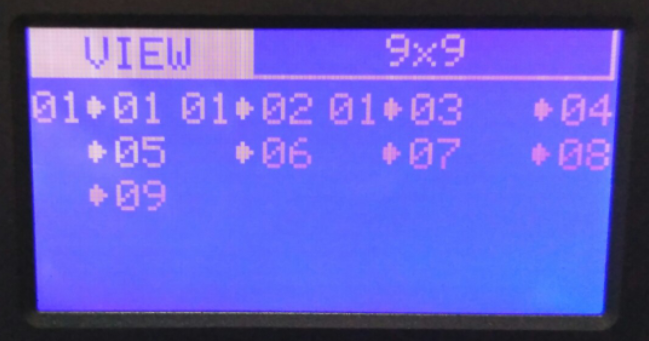 VIEW 9x9
01→01 01→02 01→03 →04
→05 →06 →07 →08
→09